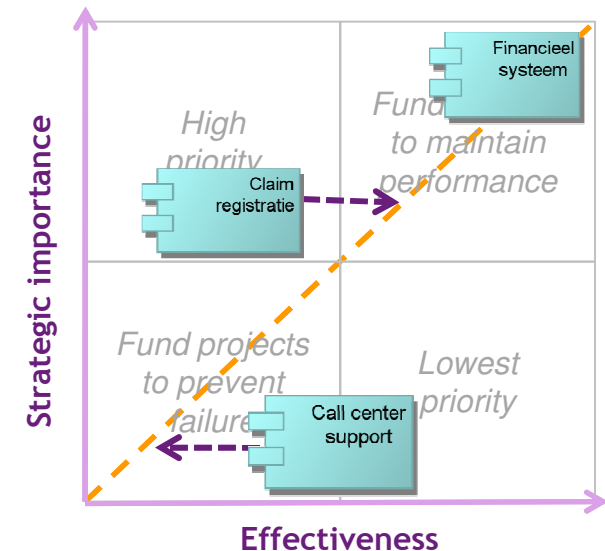 Strategic importance
Financieel
systeem
Fund
to maintain
performance
High
priority
Claim
registratie
Fund projects
to prevent
failure
Lowest
priority
Call center
support
Effectiveness